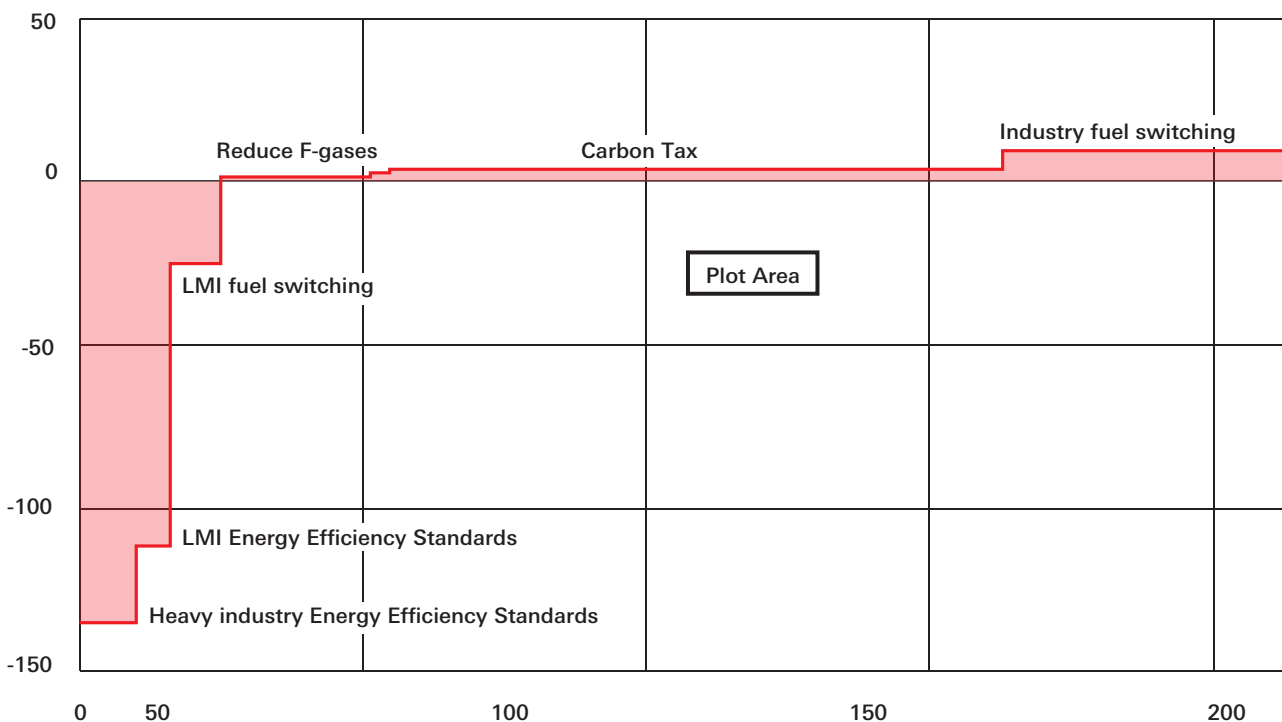 50
Industry fuel switching
Reduce F-gases
Carbon Tax
0
Plot Area
LMI fuel switching
-50
-100
LMI Energy Efficiency Standards
Heavy industry Energy Efficiency Standards
-150
0 50 100 150 200